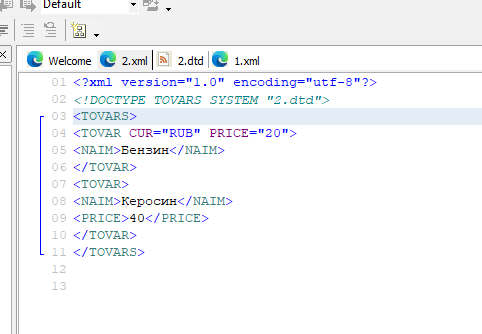 Default
Welcome 2.xml 2.dtd 1.xml
01 <?xml version="1.0" encoding="utf-8"?>
02 <!DOCTYPE TOVARS SYSTEM "2.dtd">
03 <TOVARS>
04 <TOVAR CUR="RUB" PRICE="20">
05 <NAIM>Бензин</NAIM>
06 </TOVAR>
07 <TOVAR>
08 <NAIM>Керосин</NAIM>
09 <PRICE>40</PRICE>
10 </TOVAR>
11 </TOVARS>
12
13